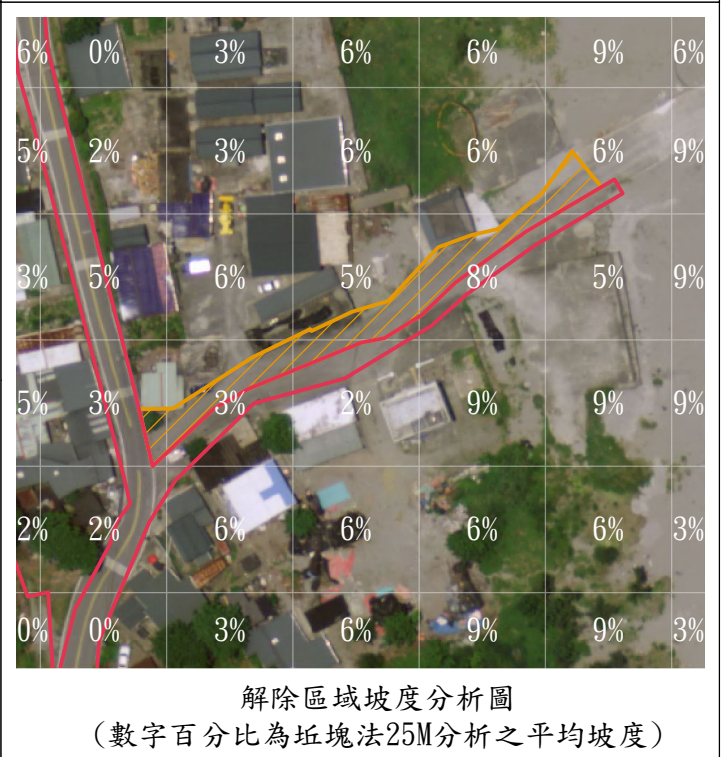 6% 0% 3% 6% 6% 9% 6%
5% 2% 3% 6% 6% 6% 9%
3% 5% 6% 5% 8% 5% 9%
5% 3% 3% 2% 9% 9% 9%
2% 2% 6% 6% 6% 6% 3%
0% 0% 3% 6% 9% 9% 3%
解除區域坡度分析圖
(數字百分比為坵塊法25M分析之平均坡度)